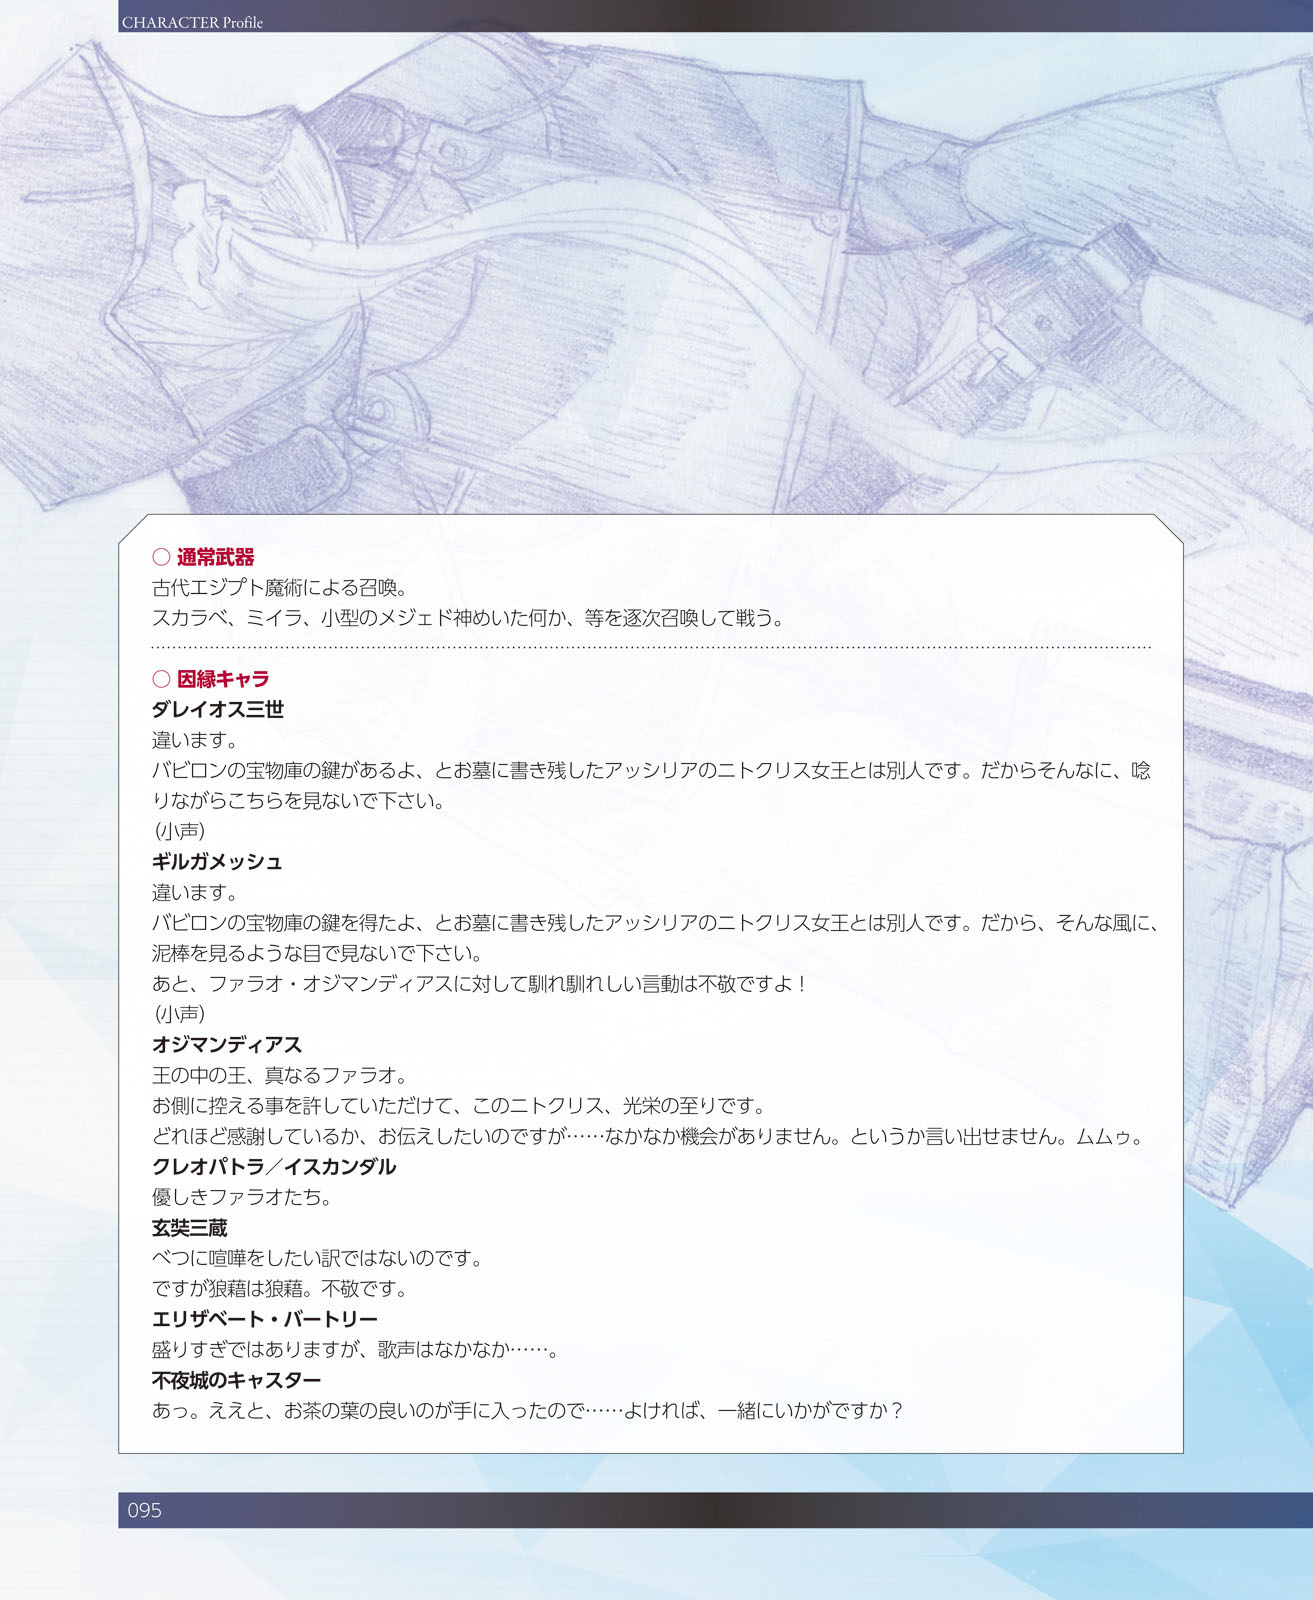 CHARACTER Profile
○ 通常武器
古代エジプト魔術による召喚。
スカラベ、ミイラ、小型のメジェド神めいた何か、等を逐次召喚して戦う。
○ 因縁キャラ
ダレイオス三世
違います。
バビロンの宝物庫の鍵があるよ、とお墓に書き残したアッシリアのニトクリス女王とは別人です。だからそんなに、唸
りながらこちらを見ないで下さい。
（小声）
ギルガメッシュ
違います。
バビロンの宝物庫の鍵を得たよ、とお墓に書き残したアッシリアのニトクリス女王とは別人です。だから、そんな風に、
泥棒を見るような目で見ないで下さい。
あと、ファラオ・オジマンディアスに対して馴れ馴れしい言動は不敬ですよ！
（小声）
オジマンディアス
王の中の王、真なるファラオ。
お側に控える事を許していただけて、このニトクリス、光栄の至りです。
どれほど感謝しているか、お伝えしたいのですが……なかなか機会がありません。というか言い出せません。ムムゥ。
クレオパトラ／イスカンダル
優しきファラオたち。
玄奘三蔵
べつに喧嘩をしたい訳ではないのです。
ですが狼藉は狼藉。不敬です。
エリザベート・バートリー
盛りすぎではありますが、歌声はなかなか……。
不夜城のキャスター
あっ。ええと、お茶の葉の良いのが手に入ったので……よければ、一緒にいかがですか？
095